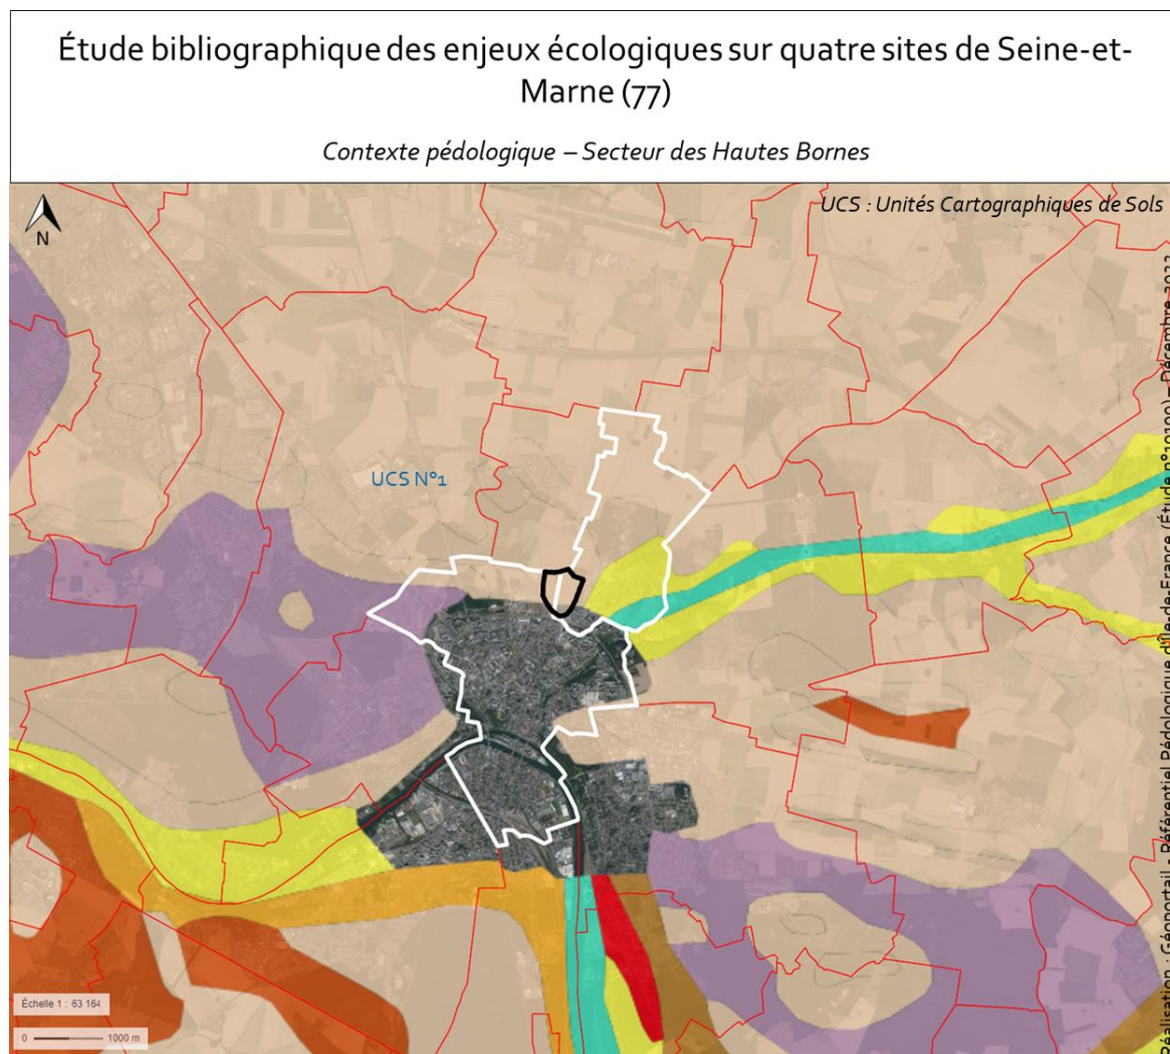 Étude bibliographique des enjeux écologiques sur quatre sites de Seine-et-
Marne (77)
Contexte pédologique – Secteur des Hautes Bornes
UCS : Unités Cartographiques de Sols
N
UCS N°1
Réalisation : Géoportail - Référentiel Pédologique d'Île-de-France (Étude n°10109) – Décembre 2022
Échelle 1 : 63 164
0 1000 m